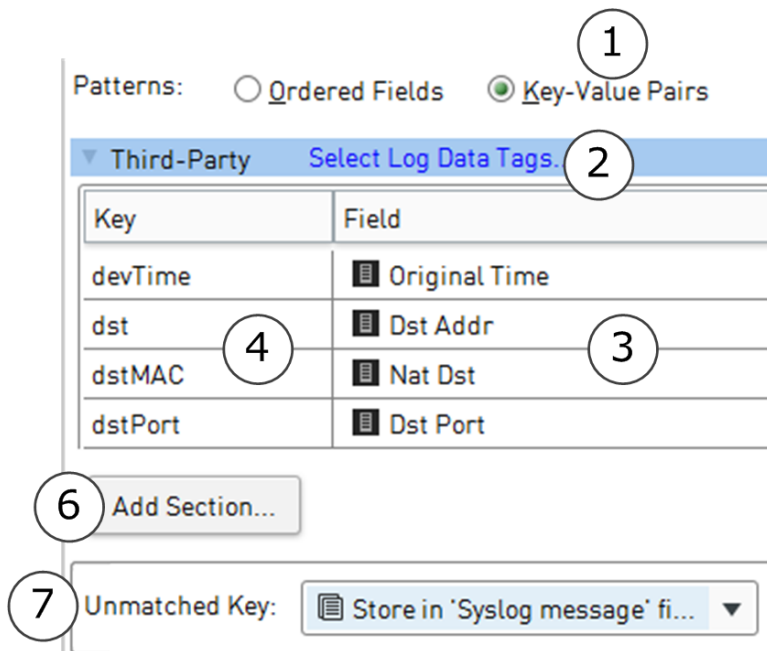 1
Patterns: Ordered Fields Key-Value Pairs
Third-Party Select Log Data Tags.. 2
Key Field
devTime Original Time
dst Dst Addr
4 3
dstMAC Nat Dst
dstPort Dst Port
6 Add Section...
7 Unmatched Key: Store in 'Syslog message' fi...